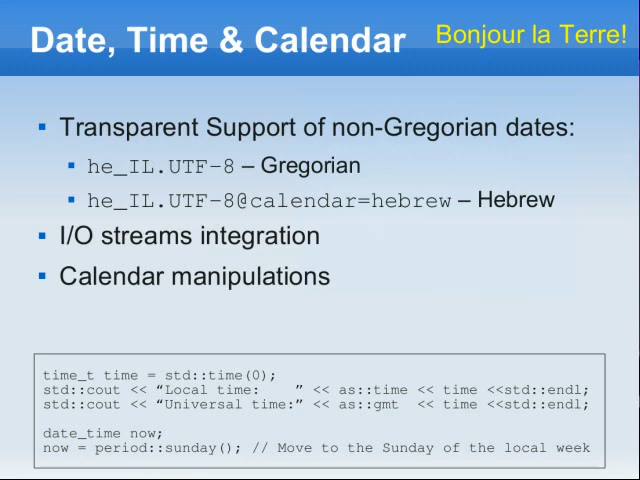 Date, Time & Calendar
Bonjour la Terre!
Transparent Support of non-Gregorian dates:
he_IL.UTF-8 – Gregorian
he_IL.UTF-8@calendar=hebrew – Hebrew
I/O streams integration
Calendar manipulations
time_t time = std::time(0);
std::cout << “Local time:    ” << as::time << time <<std::endl;
std::cout << “Universal time:” << as::gmt  << time <<std::endl;
date_time now;
now = period::sunday(); // Move to the Sunday of the local week